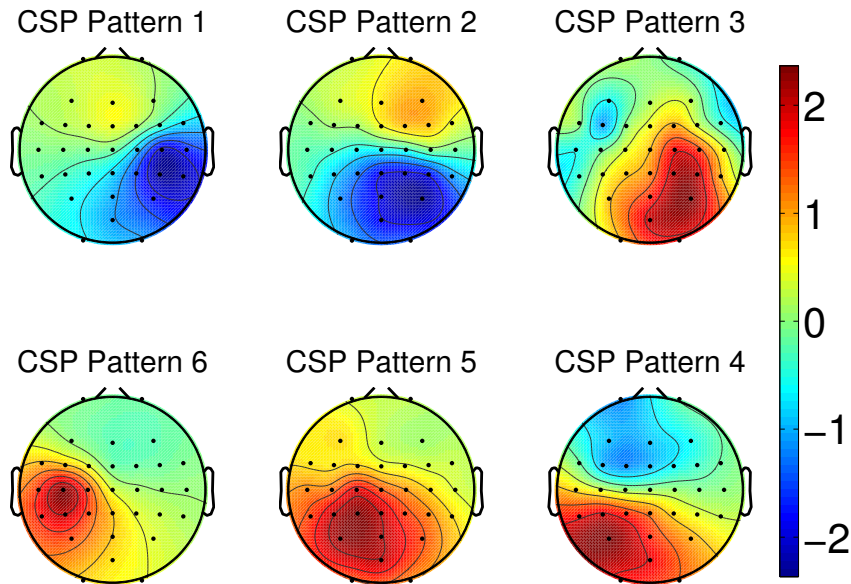 CSP Pattern 1
CSP Pattern 2
CSP Pattern 3
2
1
0
−1
−2
CSP Pattern 6
CSP Pattern 5
CSP Pattern 4